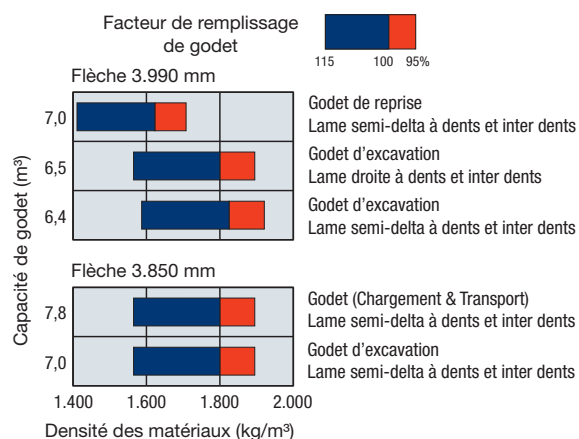 Facteur de remplissage
de godet
115 100 95%
Flèche 3.990 mm
7,0
Godet de reprise
Lame semi-delta à dents et inter dents
6,5
Godet d'excavation
Lame droite à dents et inter dents
6,4
Godet d'excavation
Lame semi-delta à dents et inter dents
Capacité de godet (m³)
Flèche 3.850 mm
7,8
Godet (Chargement & Transport)
Lame semi-delta à dents et inter dents
7,0
Godet d'excavation
Lame semi-delta à dents et inter dents
1.400 1.600 1.800 2.000
Densité des matériaux (kg/m³)